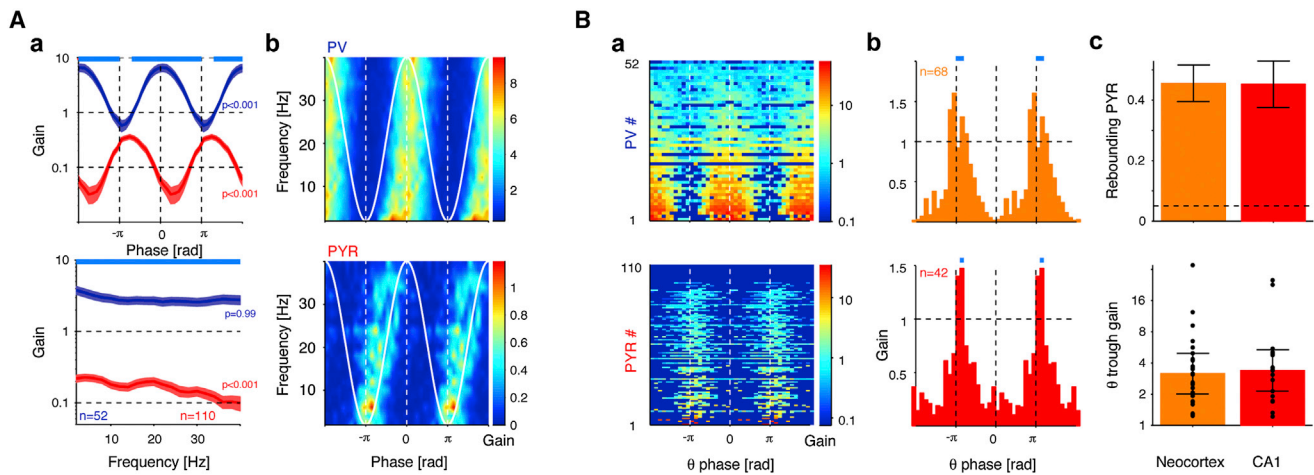 A
a
10
1
0.1
Gain
p<0.001
p<0.001
-π 0 π
Phase [rad]
10
1
0.1
Gain
p=0.99
p<0.001
n=52 n=110
10 20 30
Frequency [Hz]
b
PV
30
20
10
Frequency [Hz]
8
6
4
2
PYR
30
20
10
Frequency [Hz]
1.2
1
0.8
0.6
0.4
0.2
0
-π 0 π
Gain
Phase [rad]
B
a
52
PV #
1
10
1
0.1
110
PYR #
1
10
1
0.1
-π 0 π
Gain
θ phase [rad]
b
n=68
1.5
1
0.5
n=42
1.5
1
0.5
Gain
-π 0 π
θ phase [rad]
c
Rebounding PYR
0.4
0.2
0
θ trough gain
16
8
4
2
1
Neocortex CA1